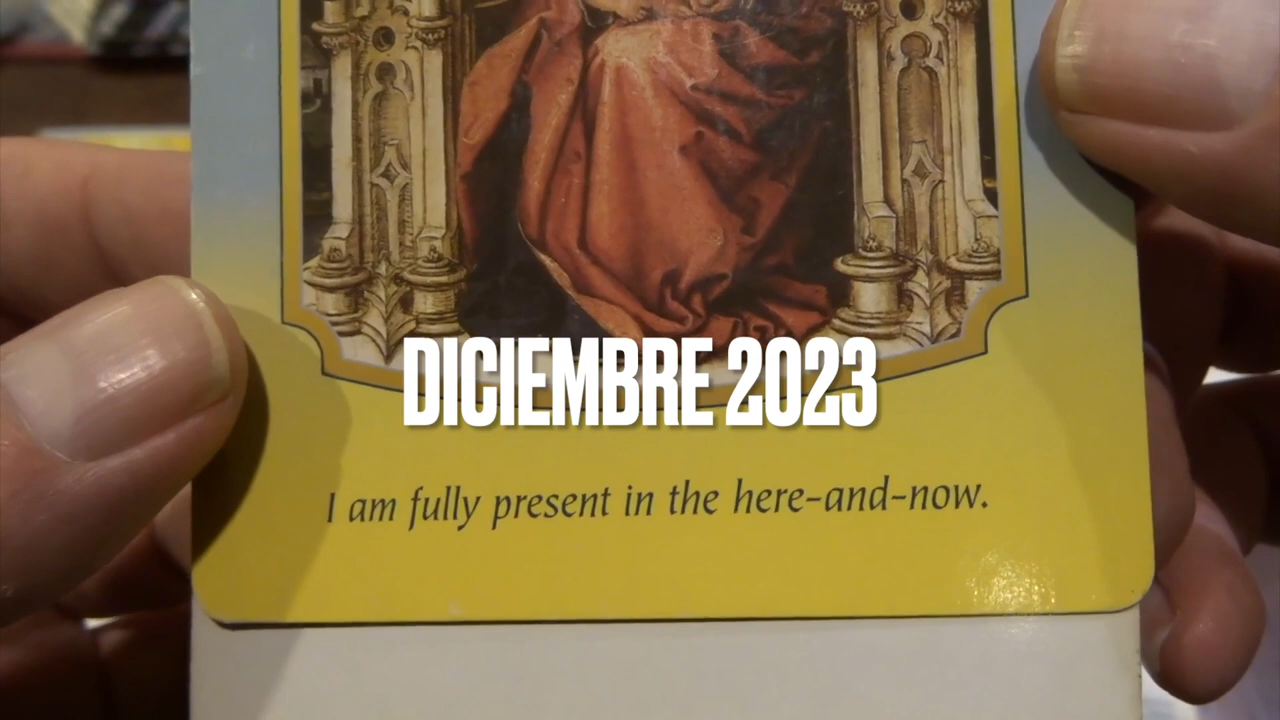 DICIEMBRE 2023
I am fully present in the here-and-now.